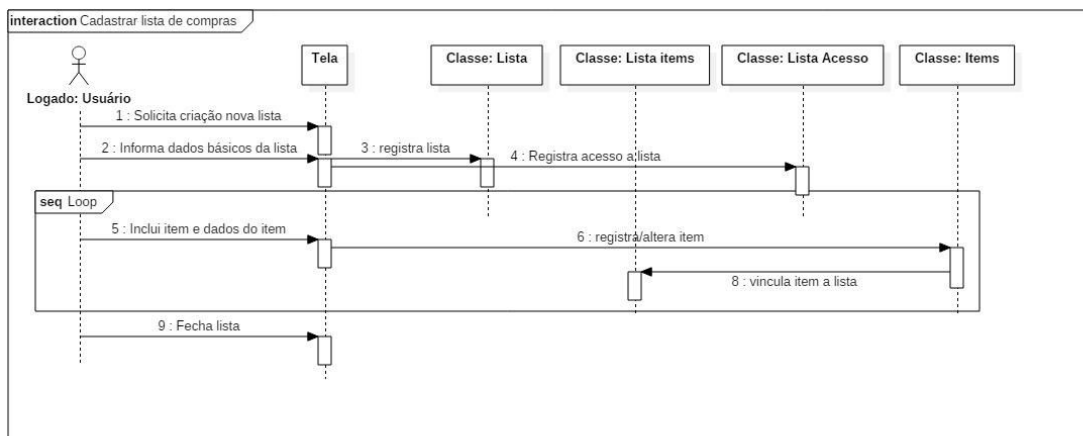 interaction Cadastrar lista de compras
Logado: Usuário
Tela
Classe: Lista
Classe: Lista items
Classe: Lista Acesso
Classe: Items
1 : Solicita criação nova lista
2 : Informa dados básicos da lista
3 : registra lista
4 : Registra acesso a lista
seq Loop
5 : Inclui item e dados do item
6 : registra/altera item
8 : vincula item a lista
9 : Fecha lista